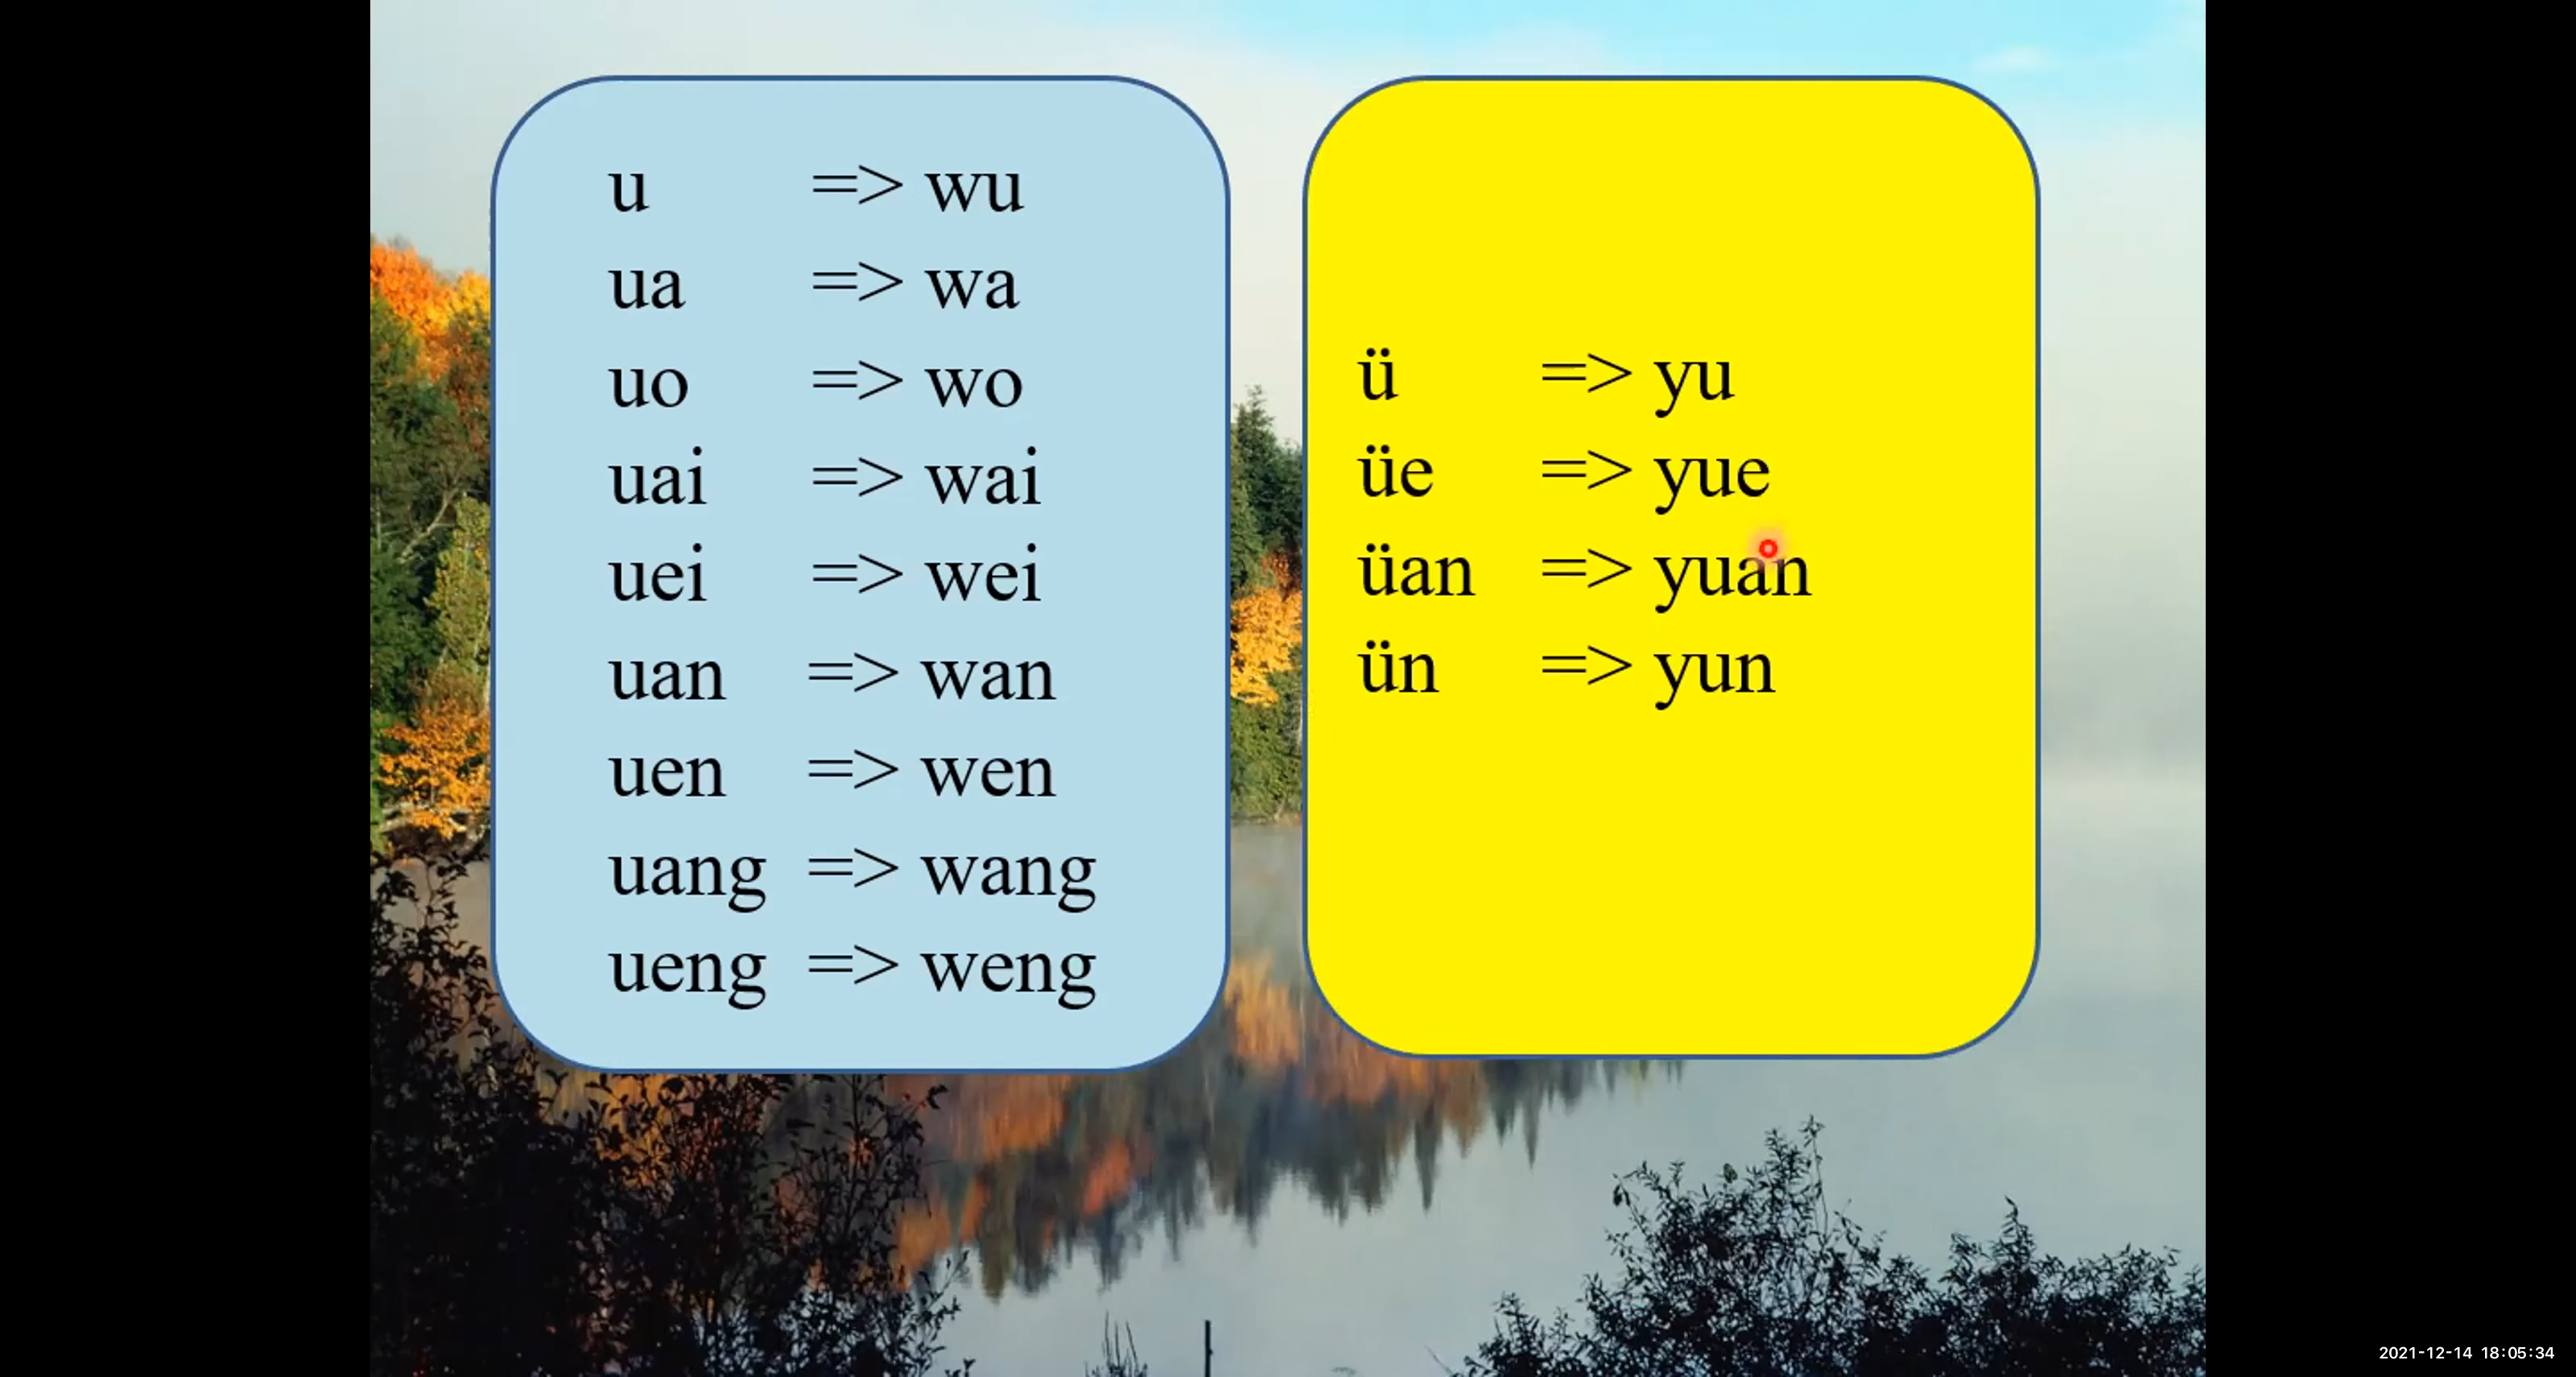 u => wu
ua => wa
uo => wo
uai => wai
uei => wei
uan => wan
uen => wen
uang => wang
ueng => weng
ü => yu
üe => yue
üan => yuan
ün => yun
2021-12-14 18:05:34